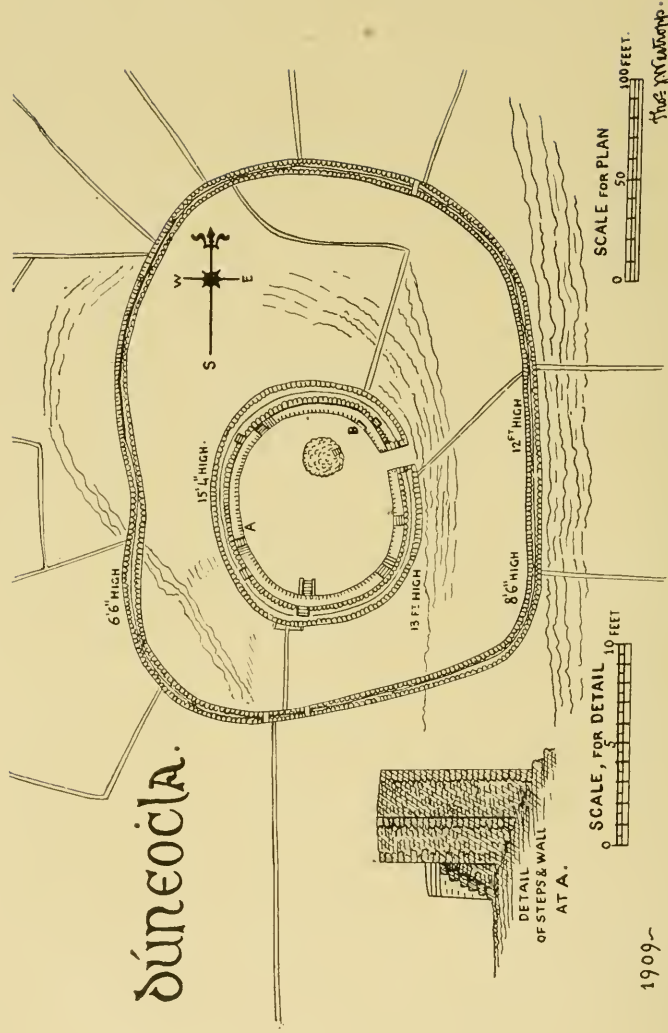 dúneoċla.
6'6" HIGH
15'4" HIGH.
A
B
W
S
N
E
13 FT HIGH
8'6" HIGH
12FT HIGH
DETAIL
OF STEPS & WALL
AT A.
SCALE, FOR DETAIL
0 5 10 FEET
SCALE FOR PLAN
0 50 100 FEET.
1909~